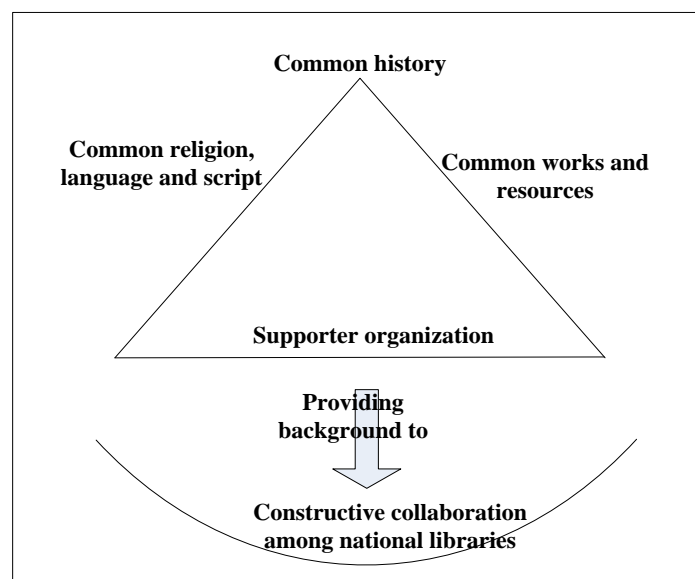 Common history
Common religion,
language and script
Common works and
resources
Supporter organization
Providing
background to
Constructive collaboration
among national libraries